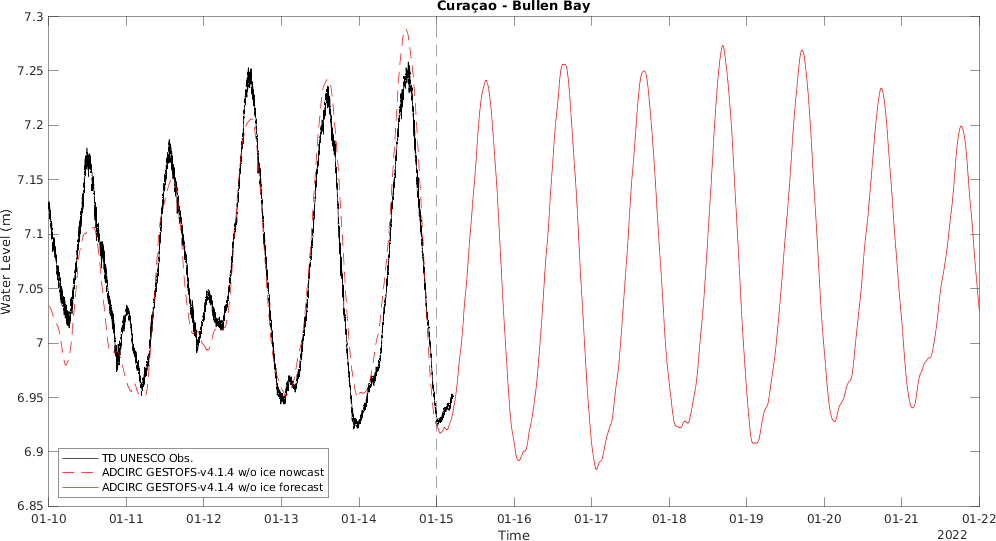 Curaçao - Bullen Bay
Water Level (m)
7.3
7.25
7.2
7.15
7.1
7.05
7
6.95
6.9
6.85
TD UNESCO Obs.
ADCIRC GESTOFS-v4.1.4 w/o ice nowcast
ADCIRC GESTOFS-v4.1.4 w/o ice forecast
01-10 01-11 01-12 01-13 01-14 01-15 01-16 01-17 01-18 01-19 01-20 01-21 01-22
Time
2022